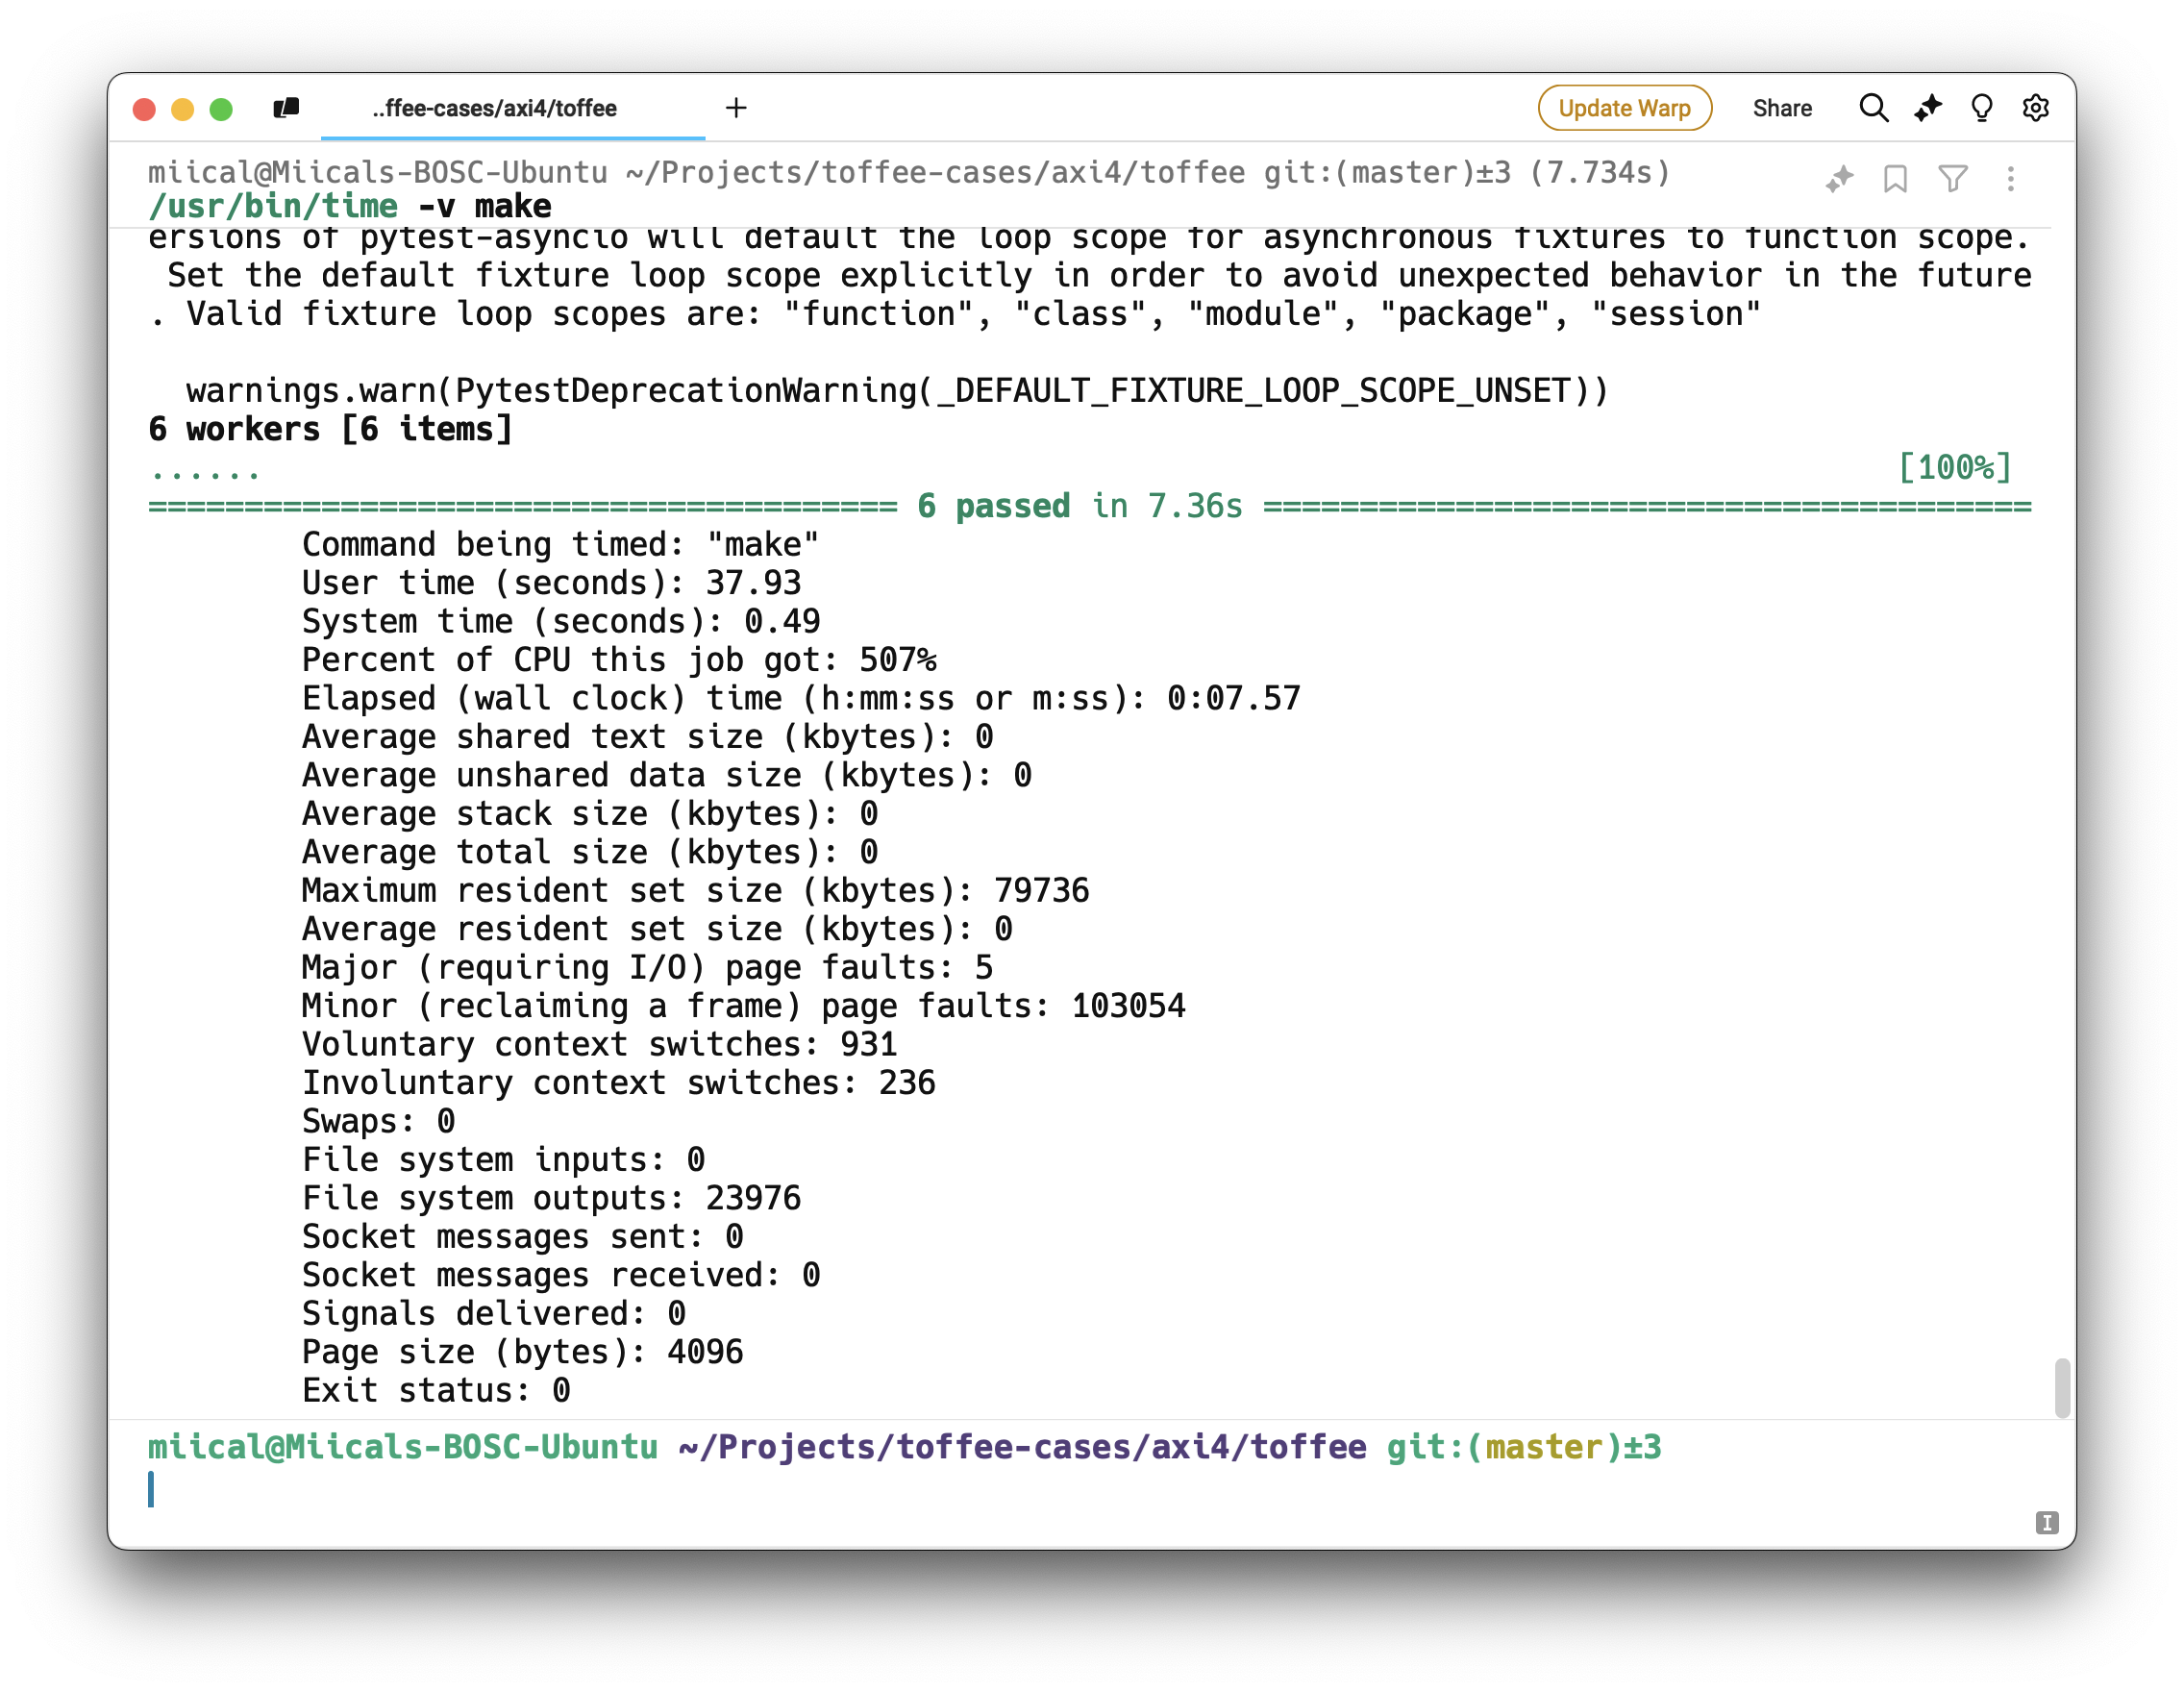 ..ffee-cases/axi4/toffee
+
Update Warp
Share
miical@Miicals-BOSC-Ubuntu ~/Projects/toffee-cases/axi4/toffee git:(master)±3 (7.734s)
/usr/bin/time -v make
ersions of pytest-asyncio will default the loop scope for asynchronous fixtures to function scope.
 Set the default fixture loop scope explicitly in order to avoid unexpected behavior in the future
. Valid fixture loop scopes are: "function", "class", "module", "package", "session"
  warnings.warn(PytestDeprecationWarning(_DEFAULT_FIXTURE_LOOP_SCOPE_UNSET))
6 workers [6 items]
...... [100%]
======================================= 6 passed in 7.36s ========================================
Command being timed: "make"
User time (seconds): 37.93
System time (seconds): 0.49
Percent of CPU this job got: 507%
Elapsed (wall clock) time (h:mm:ss or m:ss): 0:07.57
Average shared text size (kbytes): 0
Average unshared data size (kbytes): 0
Average stack size (kbytes): 0
Average total size (kbytes): 0
Maximum resident set size (kbytes): 79736
Average resident set size (kbytes): 0
Major (requiring I/O) page faults: 5
Minor (reclaiming a frame) page faults: 103054
Voluntary context switches: 931
Involuntary context switches: 236
Swaps: 0
File system inputs: 0
File system outputs: 23976
Socket messages sent: 0
Socket messages received: 0
Signals delivered: 0
Page size (bytes): 4096
Exit status: 0
miical@Miicals-BOSC-Ubuntu ~/Projects/toffee-cases/axi4/toffee git:(master)±3
I